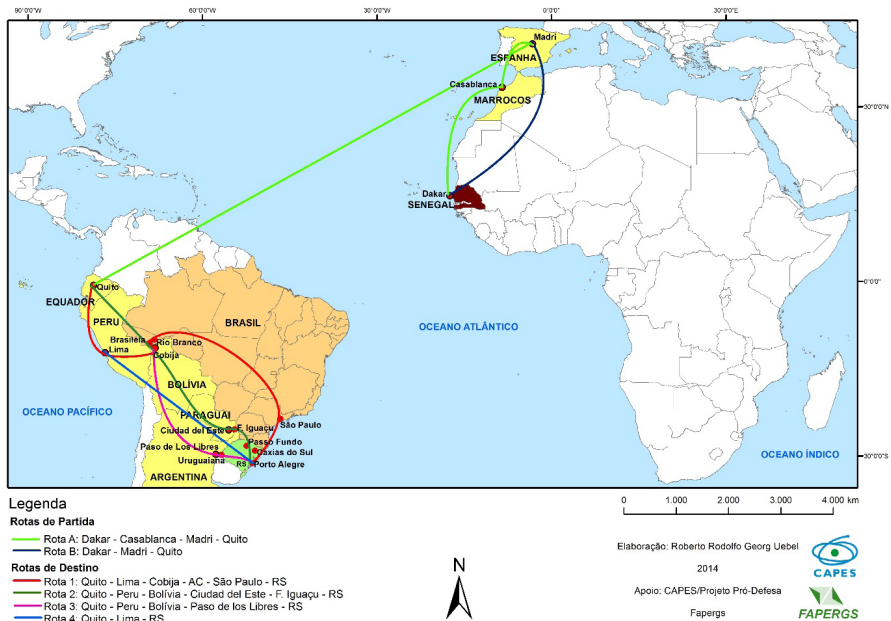 90°0'0"W
60°0'0"W
30°0'0"W
0°0'0"
30°0'0"E
Madri
ESPANHA
Casablanca
MARROCOS
30°0'0"N
Dakar
SENEGAL
Quito
0°0'0"
EQUADOR
PERU
BRASIL
OCEANO ATLÂNTICO
Brasileia
Rio Branco
Lima
Cobija
BOLÍVIA
OCEANO PACÍFICO
PARAGUAI
São Paulo
Ciudad del Este
F. Iguaçu
Passo Fundo
Paso de Los Libres
Caxias do Sul
OCEANO ÍNDICO
30°0'0"S
Uruguaiana
RS
Porto Alegre
ARGENTINA
Legenda
0 1.000 2.000 3.000 4.000 km
Rotas de Partida
Rota A: Dakar - Casablanca - Madri - Quito
Rota B: Dakar - Madri - Quito
Rotas de Destino
Rota 1: Quito - Lima - Cobija - AC - São Paulo - RS
Rota 2: Quito - Peru - Bolívia - Ciudad del Este - F. Iguaçu - RS
Rota 3: Quito - Peru - Bolívia - Paso de los Libres - RS
Rota 4: Quito - Lima - RS
N
Elaboração: Roberto Rodolfo Georg Uebel
2014
Apoio: CAPES/Projeto Pró-Defesa
Fapergs
CAPES
FAPERGS